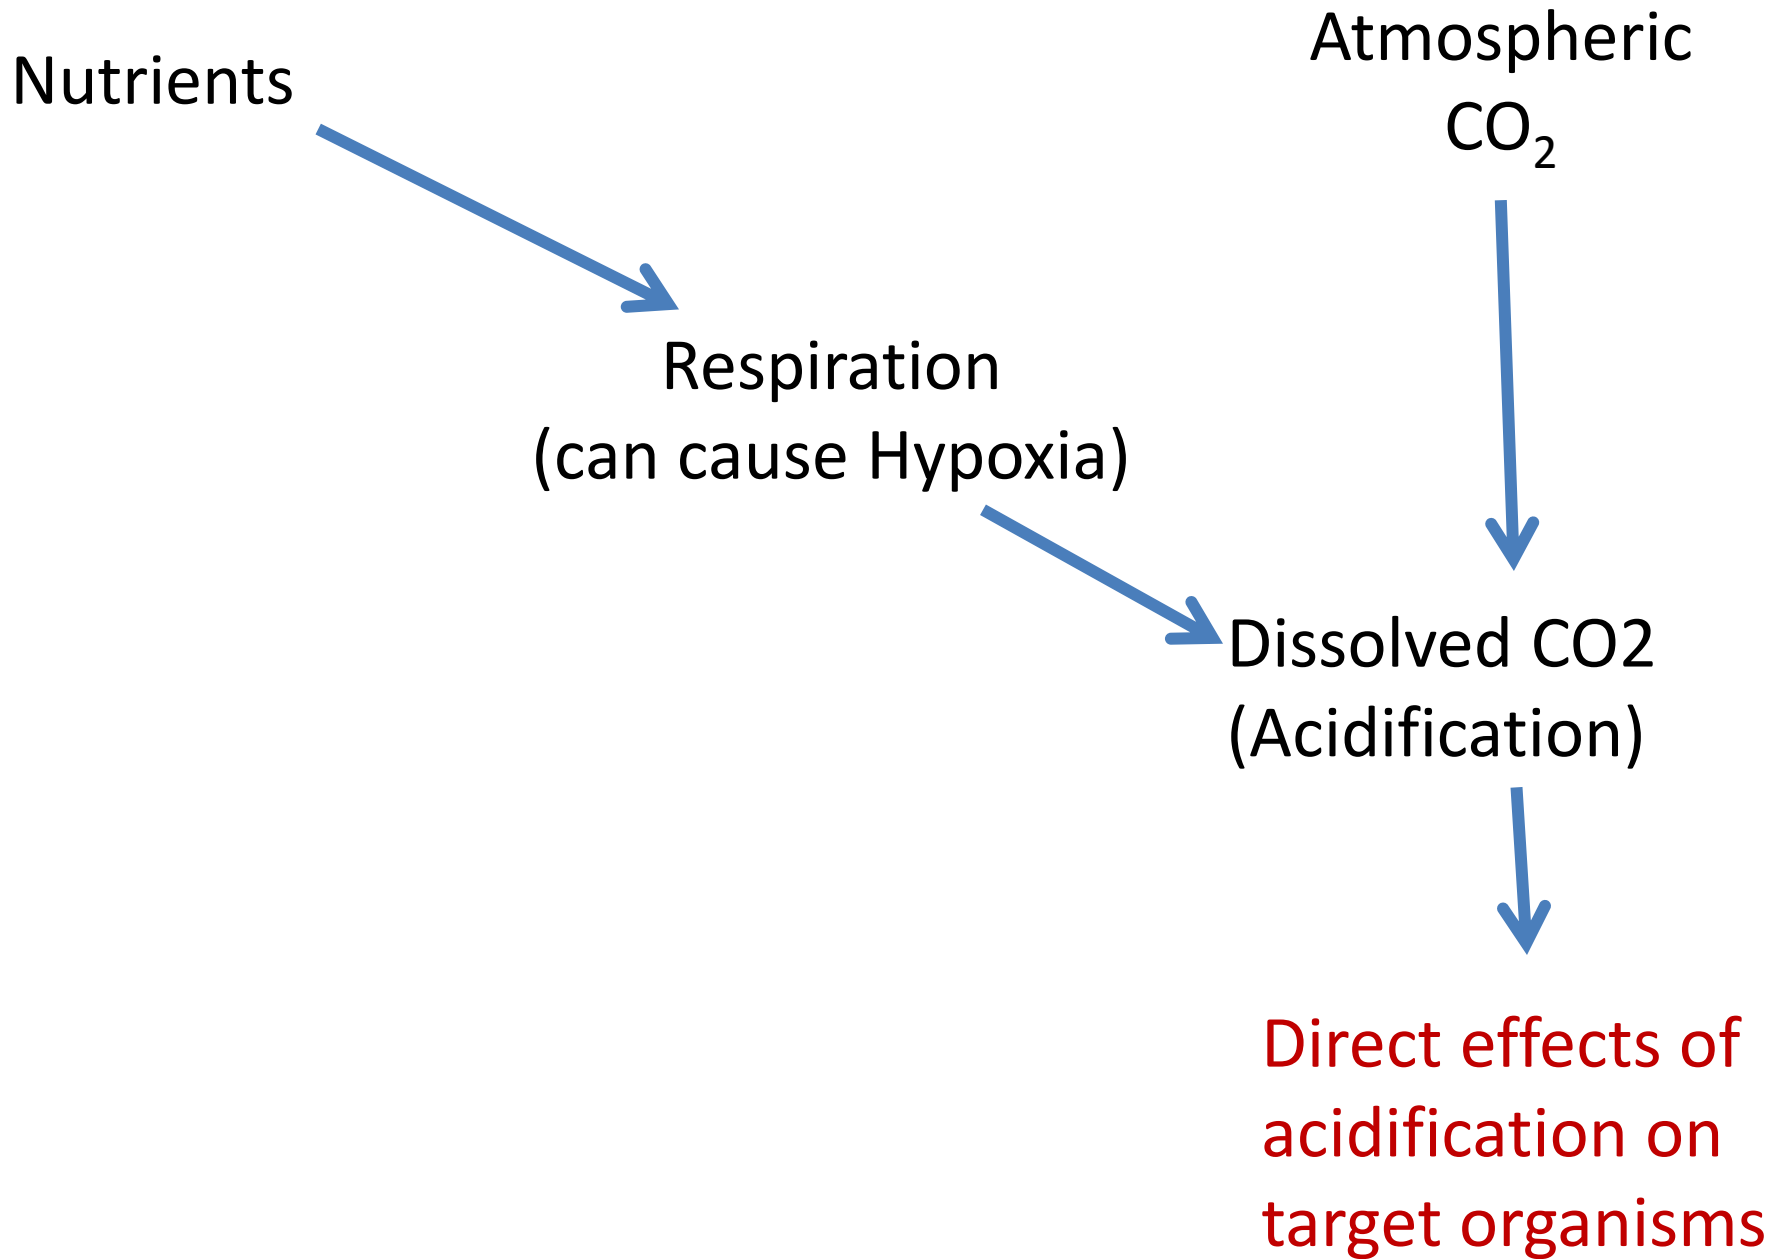 Nutrients
Atmospheric
CO₂
Respiration
(can cause Hypoxia)
Dissolved CO2
(Acidification)
Direct effects of
acidification on
target organisms